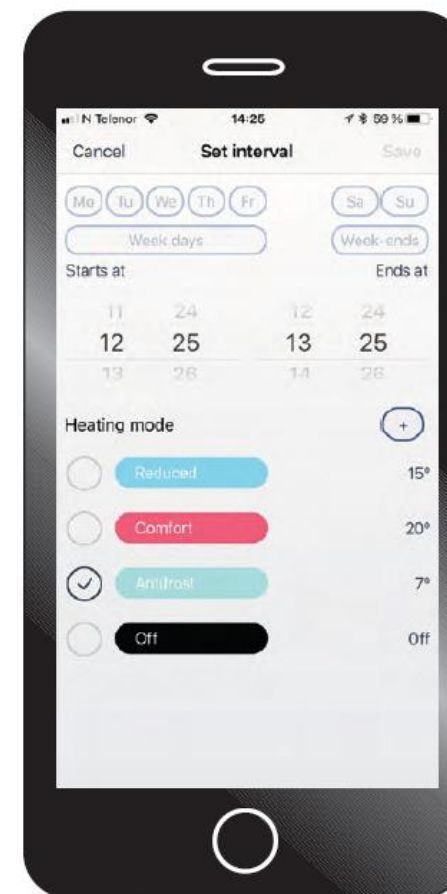 N Telenor 14:25 59 %
Cancel Set interval Save
Mo Tu We Th Fr Sa Su
Week days Week-ends
Starts at Ends at
11 24 12 24
12 25 13 25
13 26 14 26
Heating mode +
Reduced 15°
Comfort 20°
Antifrost 7°
Off Off